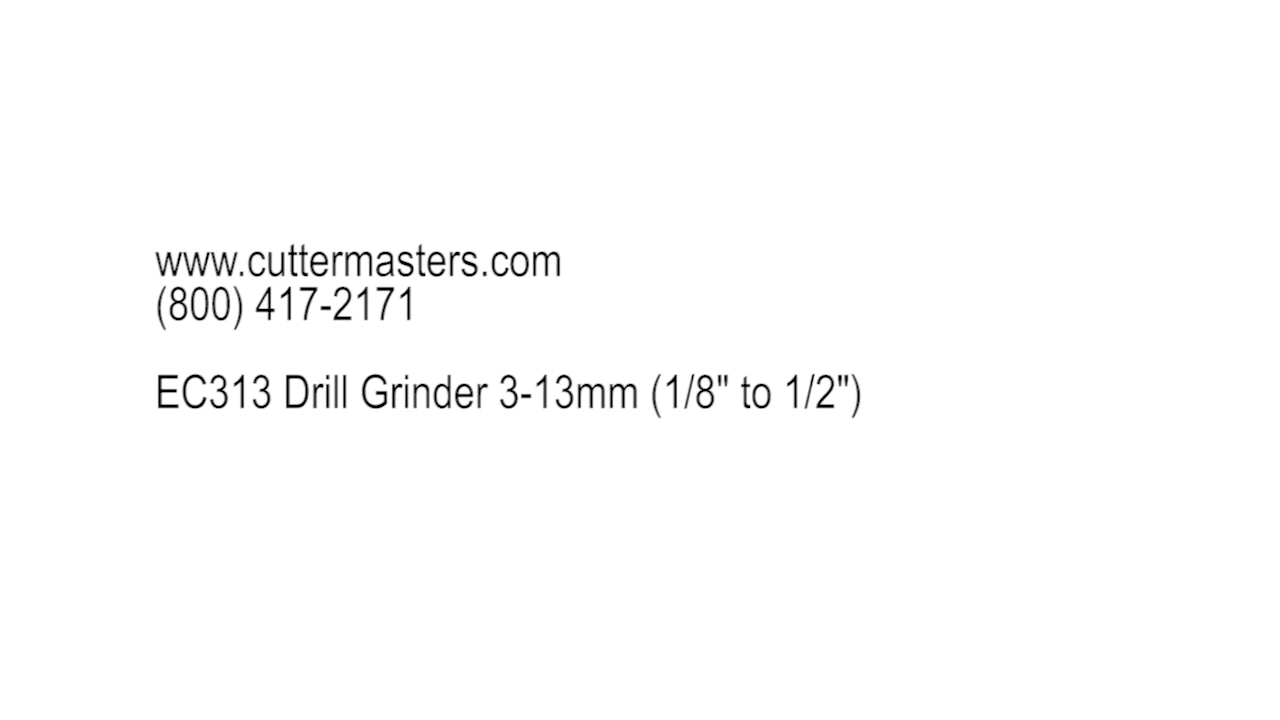 www.cuttermasters.com
(800) 417-2171
EC313 Drill Grinder 3-13mm (1/8" to 1/2")